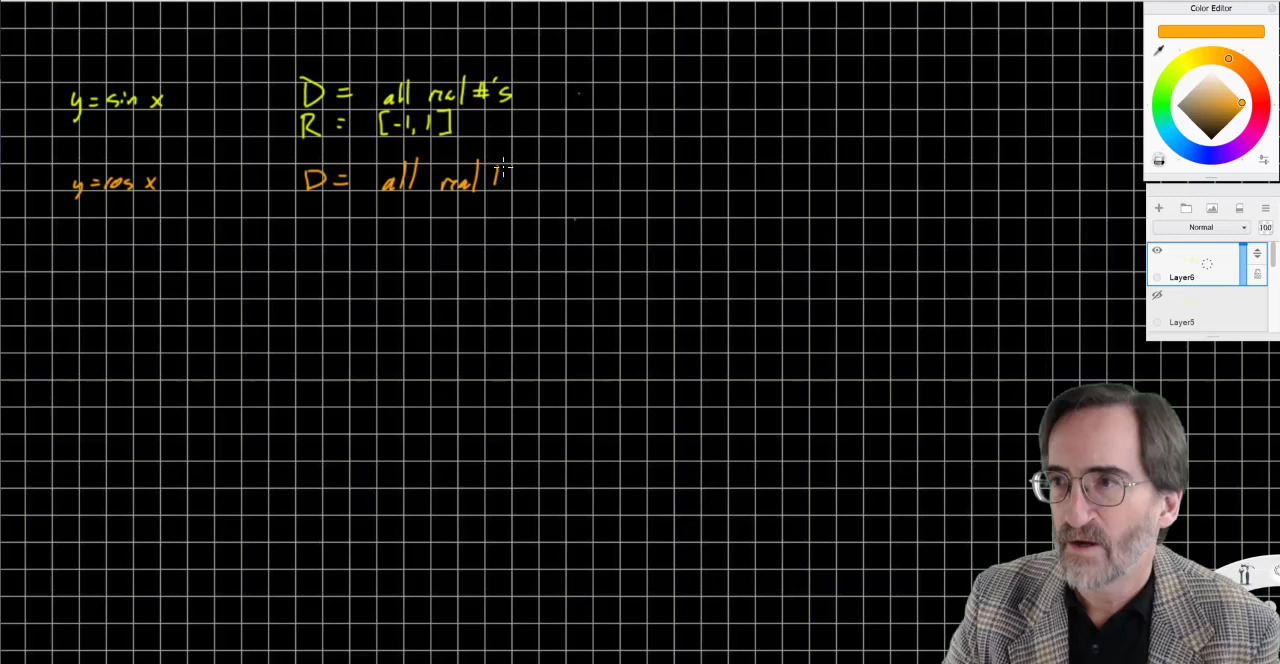 Color Editor
y = sin x D = all real #'s
R = [-1, 1]
y = cos x D = all real
Normal 100
Layer6
Layer5